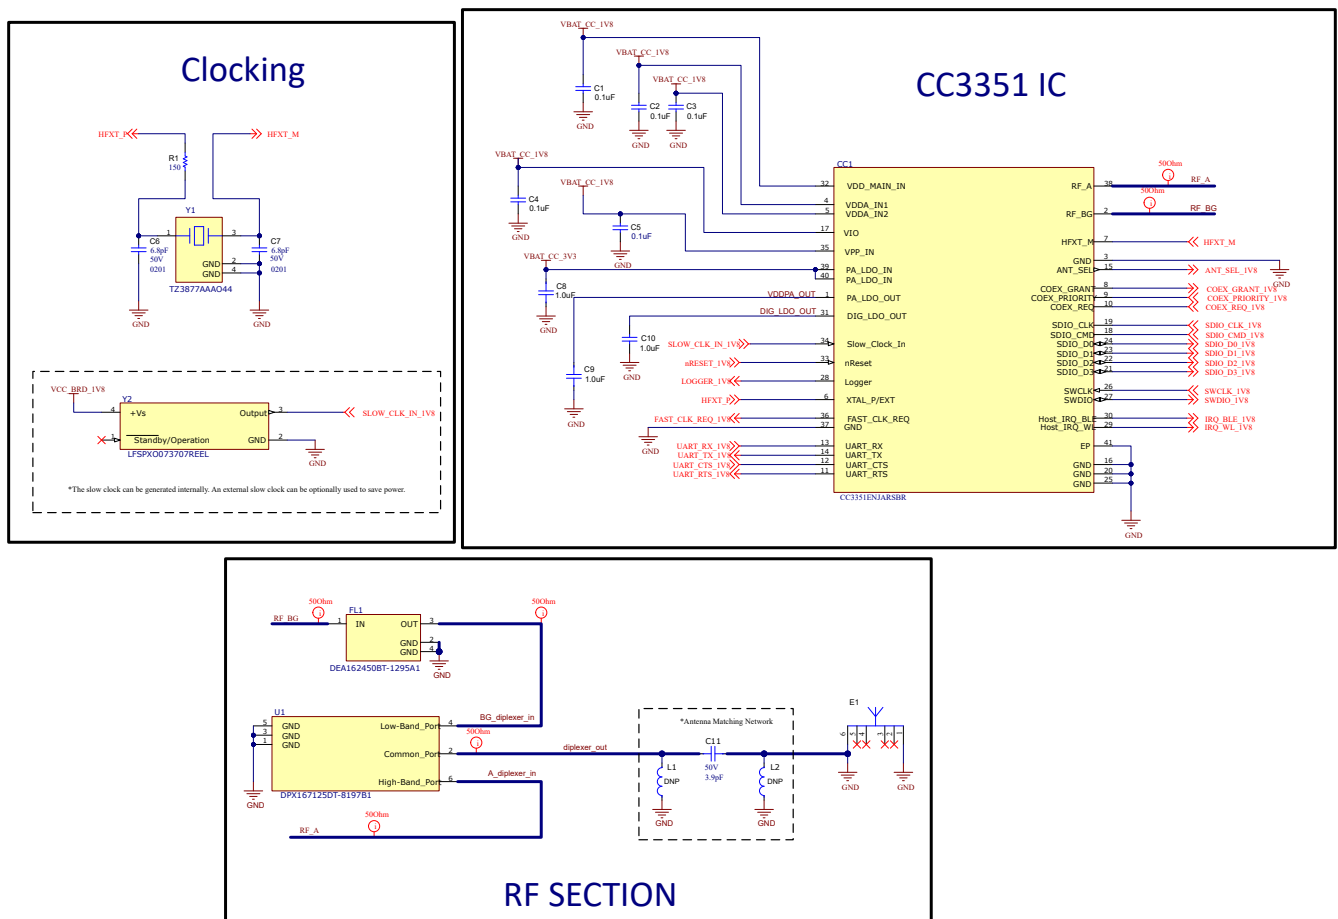 Clocking
HFXT_P
HFXT_M
R1
150
Y1
1
3
C6
6.8pF
50V
0201
GND
2
GND
4
C7
6.8pF
50V
0201
TZ3877AAAO44
GND
GND
VCC_BRD_1V8
Y2
4
+Vs
Output
3
SLOW_CLK_IN_1V8
1
Standby/Operation
GND
2
LFSPXO073707REEL
GND
*The slow clock can be generated internally. An external slow clock can be optionally used to save power.
CC3351 IC
VBAT_CC_1V8
VBAT_CC_1V8
VBAT_CC_1V8
C1
0.1uF
GND
C2
0.1uF
GND
C3
0.1uF
GND
VBAT_CC_1V8
C4
0.1uF
GND
VBAT_CC_1V8
C5
0.1uF
GND
VBAT_CC_3V3
C8
1.0uF
GND
VDDPA_OUT
DIG_LDO_OUT
C10
1.0uF
GND
C9
1.0uF
GND
SLOW_CLK_IN_1V8
nRESET_1V8
LOGGER_1V8
HFXT_P
FAST_CLK_REQ_1V8
GND
UART_RX_1V8
UART_TX_1V8
UART_CTS_1V8
UART_RTS_1V8
CC1
32 VDD_MAIN_IN
4 VDDA_IN1
5 VDDA_IN2
17 VIO
35 VPP_IN
39 PA_LDO_IN
40 PA_LDO_IN
1 PA_LDO_OUT
31 DIG_LDO_OUT
34 Slow_Clock_In
33 nReset
28 Logger
6 XTAL_P/EXT
36 FAST_CLK_REQ
37 GND
13 UART_RX
14 UART_TX
12 UART_CTS
11 UART_RTS
CC3351ENJARSBR
50Ohm
RF_A 38 RF_A
50Ohm
RF_BG 2 RF_BG
HFXT_M 7 HFXT_M
GND 3
GND
ANT_SEL 15 ANT_SEL_1V8
COEX_GRANT 8 COEX_GRANT_1V8
COEX_PRIORITY 9 COEX_PRIORITY_1V8
COEX_REQ 10 COEX_REQ_1V8
SDIO_CLK 19 SDIO_CLK_1V8
SDIO_CMD 18 SDIO_CMD_1V8
SDIO_D0 24 SDIO_D0_1V8
SDIO_D1 23 SDIO_D1_1V8
SDIO_D2 22 SDIO_D2_1V8
SDIO_D3 21 SDIO_D3_1V8
SWCLK 26 SWCLK_1V8
SWDIO 27 SWDIO_1V8
Host_IRQ_BLE 30 IRQ_BLE_1V8
Host_IRQ_WL 29 IRQ_WL_1V8
EP 41
GND 16
GND 20
GND 25
GND
50Ohm
RF_BG
FL1
1 IN
OUT 3
GND 2
GND 4
DEA162450BT-1295A1
GND
50Ohm
U1
5 GND
3 GND
1 GND
Low-Band_Port 4
BG_diplexer_in
Common_Port 2
50Ohm
diplexer_out
High-Band_Port 6
A_diplexer_in
DPX167125DT-8197B1
GND
50Ohm
RF_A
*Antenna Matching Network
C11
50V
3.9pF
L1
DNP
GND
L2
DNP
GND
E1
6 5 4 3 2 1
GND
GND
RF SECTION